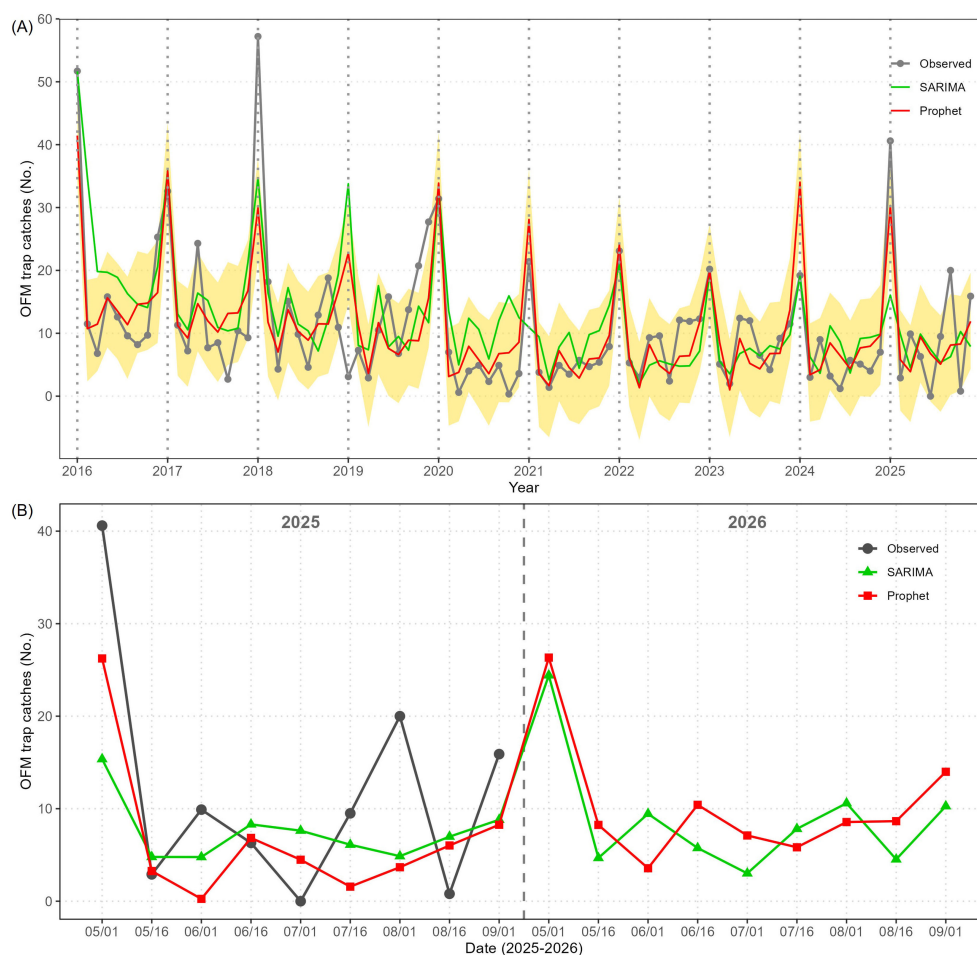 (A)
60
50
40
30
20
10
0
OFM trap catches (No.)
Observed
SARIMA
Prophet
2016 2017 2018 2019 2020 2021 2022 2023 2024 2025
Year
(B)
2025 2026
40
30
20
10
0
OFM trap catches (No.)
Observed
SARIMA
Prophet
05/01 05/16 06/01 06/16 07/01 07/16 08/01 08/16 09/01 05/01 05/16 06/01 06/16 07/01 07/16 08/01 08/16 09/01
Date (2025-2026)